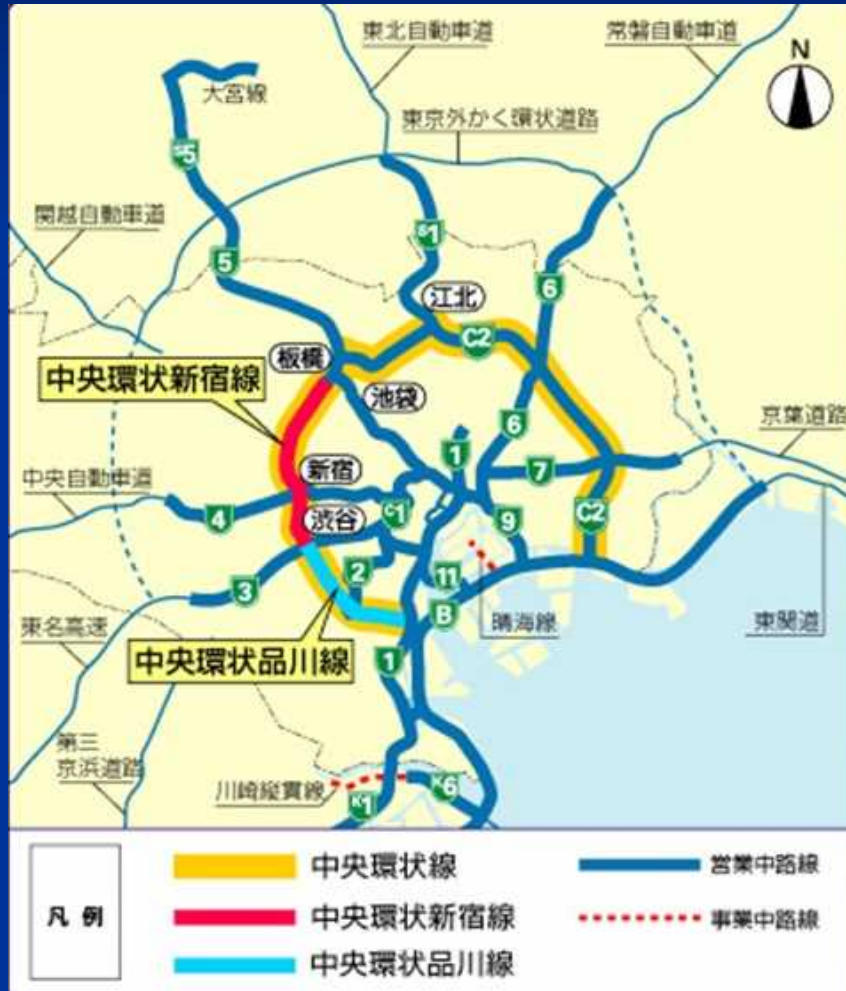 東北自動車道
常磐自動車道
N
大宮線
東京外かく環状道路
S5
関越自動車道
S1
5
6
江北
C2
板橋
中央環状新宿線
池袋
6
京葉道路
1
新宿
7
中央自動車道
C1
C2
4
渋谷
9
2
11
3
B
晴海線
東関道
東名高速
中央環状品川線
1
第三
京浜道路
川崎縦貫線
K6
K1
凡例
中央環状線
営業中路線
中央環状新宿線
事業中路線
中央環状品川線